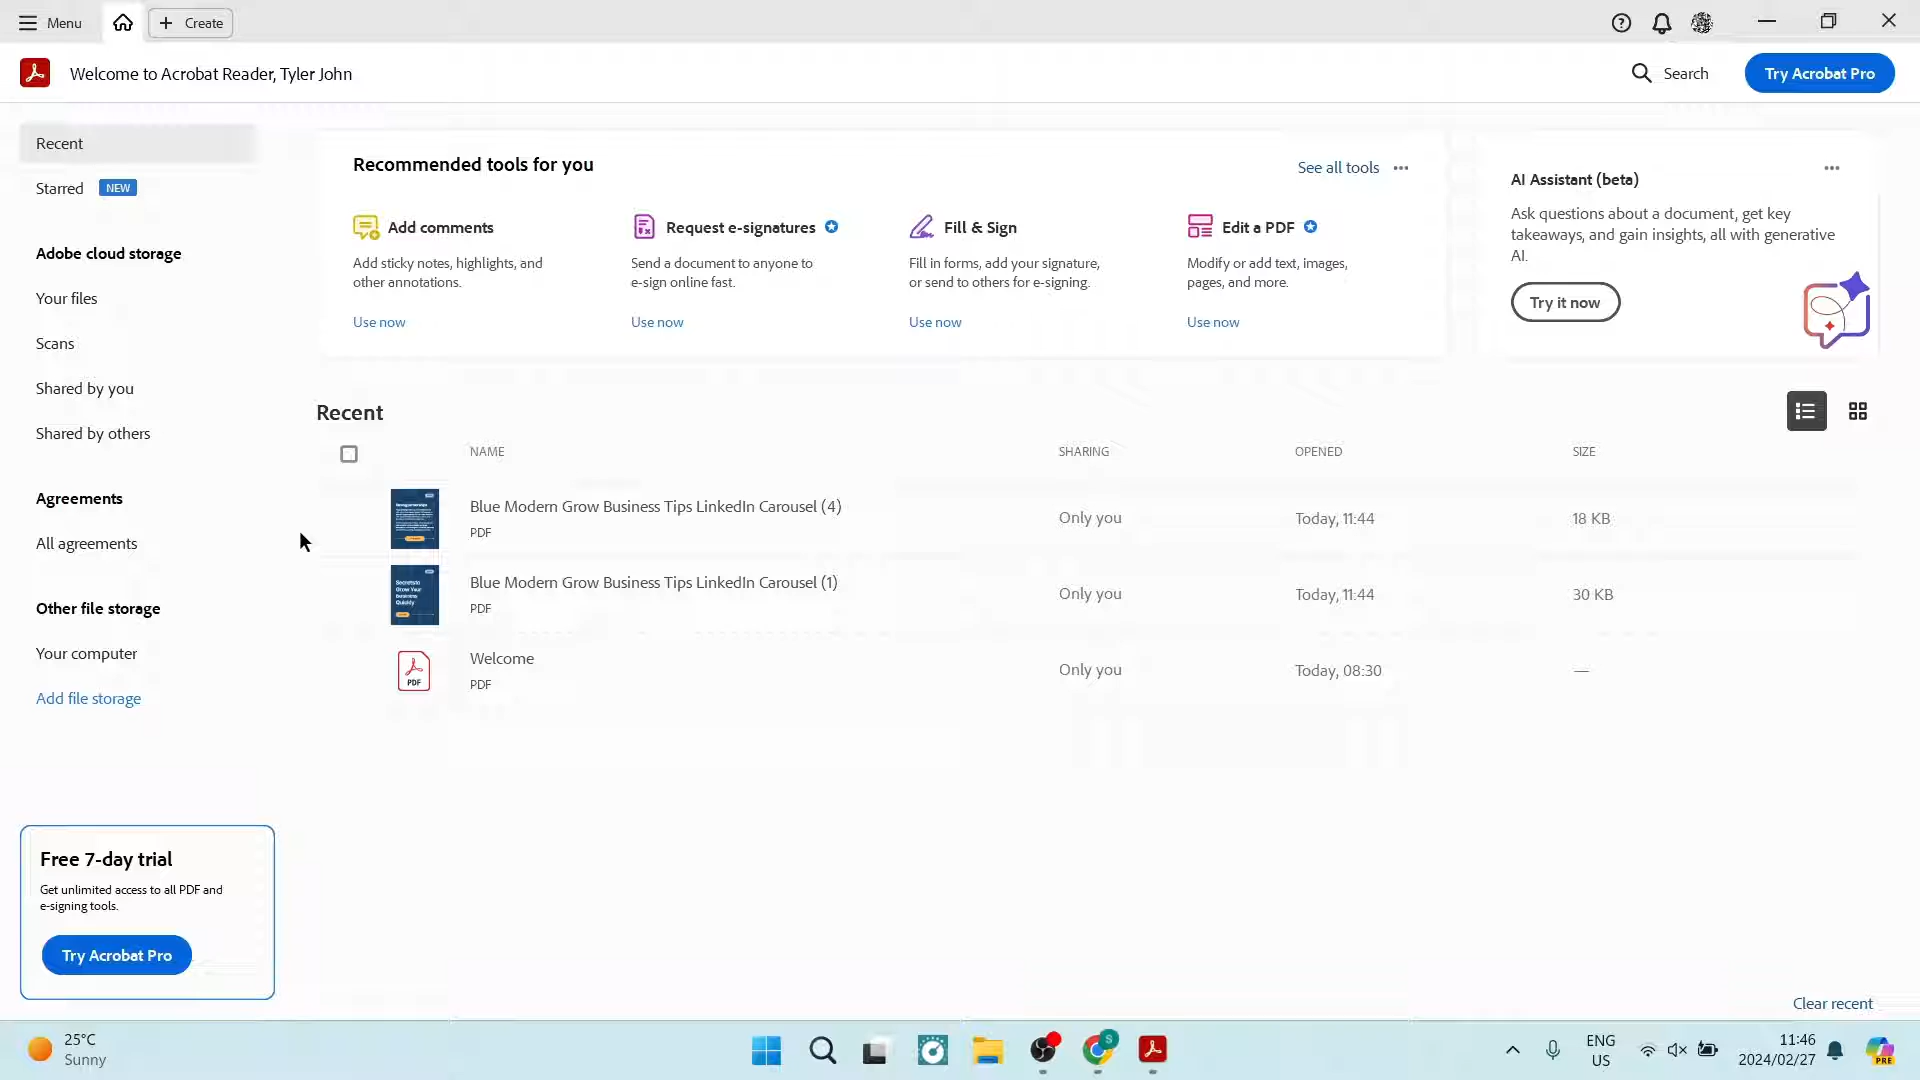 Menu
Create
Welcome to Acrobat Reader, Tyler John
Search
Try Acrobat Pro
Recent
Starred NEW
Adobe cloud storage
Your files
Scans
Shared by you
Shared by others
Agreements
All agreements
Other file storage
Your computer
Add file storage
Free 7-day trial
Get unlimited access to all PDF and
e-signing tools.
Try Acrobat Pro
Recommended tools for you
See all tools
Add comments
Add sticky notes, highlights, and
other annotations.
Use now
Request e-signatures
Send a document to anyone to
e-sign online fast.
Use now
Fill & Sign
Fill in forms, add your signature,
or send to others for e-signing.
Use now
Edit a PDF
Modify or add text, images,
pages, and more.
Use now
AI Assistant (beta)
Ask questions about a document, get key
takeaways, and gain insights, all with generative
AI.
Try it now
Recent
NAME SHARING OPENED SIZE
Blue Modern Grow Business Tips LinkedIn Carousel (4)
PDF
Only you Today, 11:44 18 KB
Secrets to
Grow Your
Business
Quickly
Blue Modern Grow Business Tips LinkedIn Carousel (1)
PDF
Only you Today, 11:44 30 KB
PDF
Welcome
PDF
Only you Today, 08:30 —
Clear recent
25°C
Sunny
S
ENG
US
11:46
2024/02/27
PRE